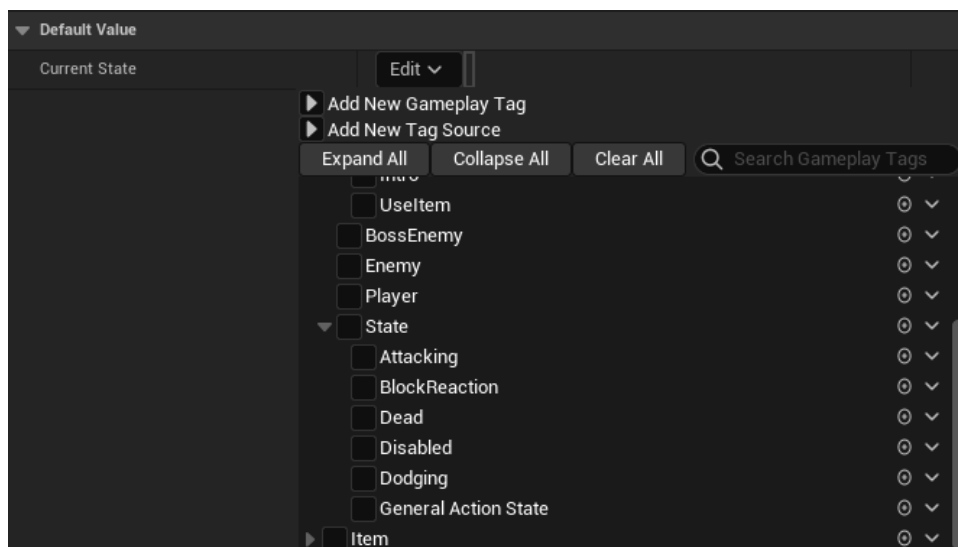 Default Value
Current State Edit
Add New Gameplay Tag
Add New Tag Source
Expand All Collapse All Clear All Search Gameplay Tags
Intro
UseItem
BossEnemy
Enemy
Player
State
Attacking
BlockReaction
Dead
Disabled
Dodging
General Action State
Item